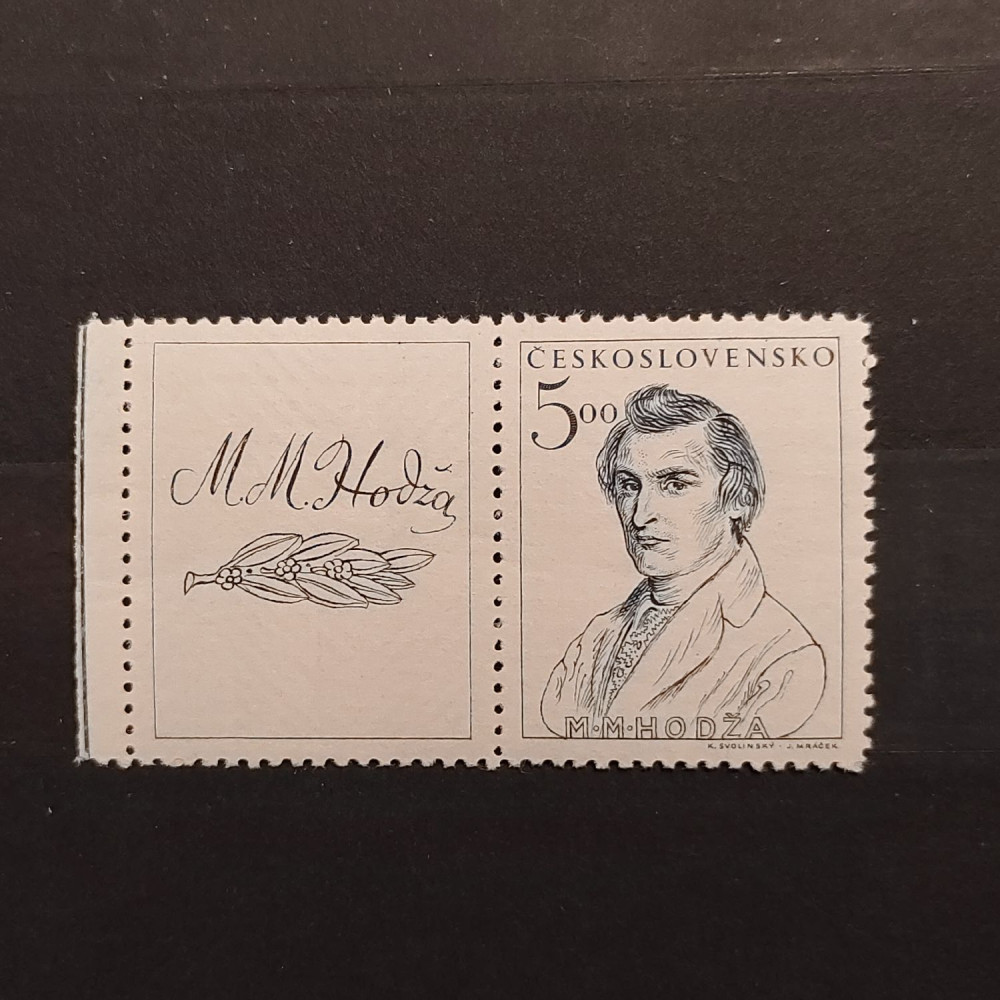 M. M. Hodža
ČESKOSLOVENSKO
5 00
M·M·HODŽA
K. SVOLINSKÝ · J. MRÁČEK